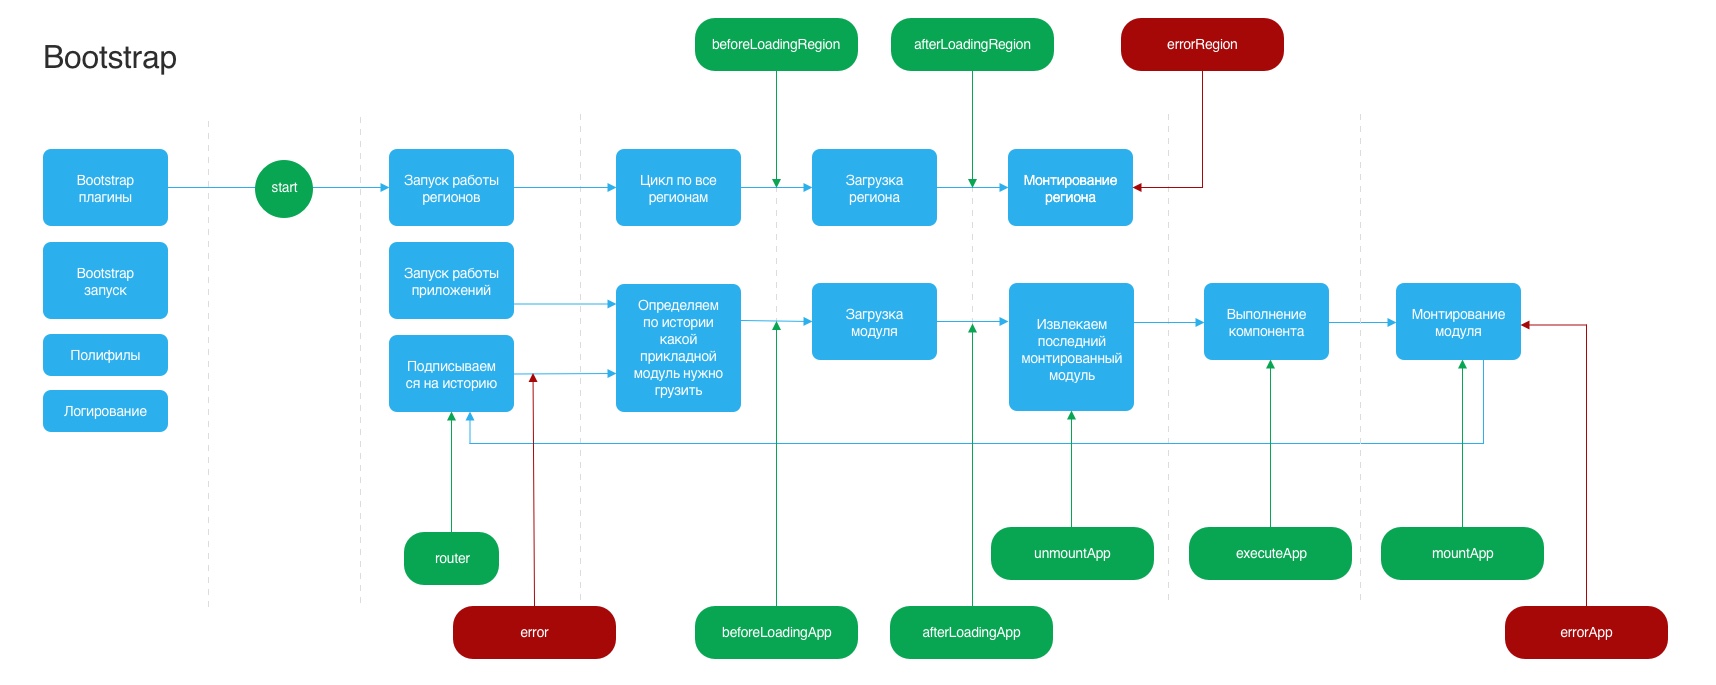 Bootstrap
beforeLoadingRegion
afterLoadingRegion
errorRegion
Bootstrap
плагины
start
Запуск работы
регионов
Цикл по все
регионам
Загрузка
региона
Монтирование
региона
Bootstrap
запуск
Запуск работы
приложений
Определяем
по истории
какой
прикладной
модуль нужно
грузить
Загрузка
модуля
Извлекаем
последний
монтированный
модуль
Выполнение
компонента
Монтирование
модуля
Полифилы
Подписываем
ся на историю
Логирование
router
unmountApp
executeApp
mountApp
error
beforeLoadingApp
afterLoadingApp
errorApp